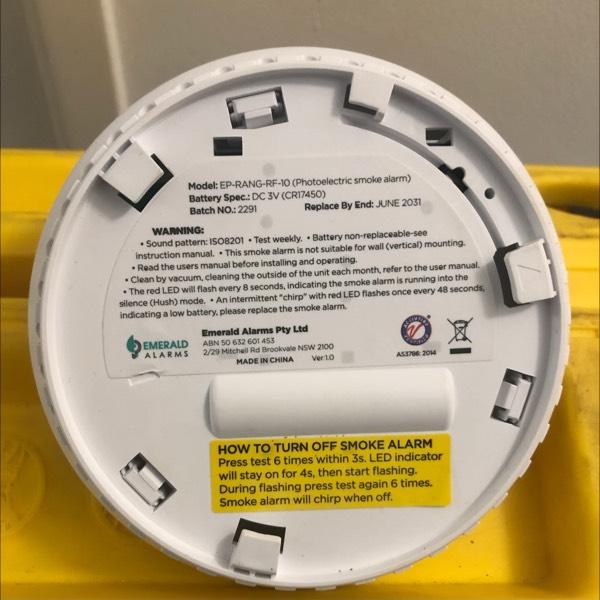 Model: EP-RANG-RF-10 (Photoelectric smoke alarm)
Battery Spec.: DC 3V (CR17450)
Batch NO.: 2291 Replace By End: JUNE 2031
WARNING:
• Sound pattern: ISO8201 • Test weekly. • Battery non-replaceable-see
instruction manual. • This smoke alarm is not suitable for wall (vertical) mounting.
• Read the users manual before installing and operating.
• Clean by vacuum, cleaning the outside of the unit each month, refer to the user manual.
• The red LED will flash every 8 seconds, indicating the smoke alarm is running into the
silence (Hush) mode. • An intermittent "chirp" with red LED flashes once every 48 seconds,
indicating a low battery, please replace the smoke alarm.
EMERALD
ALARMS
Emerald Alarms Pty Ltd
ABN 50 632 601 453
2/29 Mitchell Rd Brookvale NSW 2100
MADE IN CHINA Ver:1.0
AS3786: 2014
HOW TO TURN OFF SMOKE ALARM
Press test 6 times within 3s. LED indicator
will stay on for 4s, then start flashing.
During flashing press test again 6 times.
Smoke alarm will chirp when off.